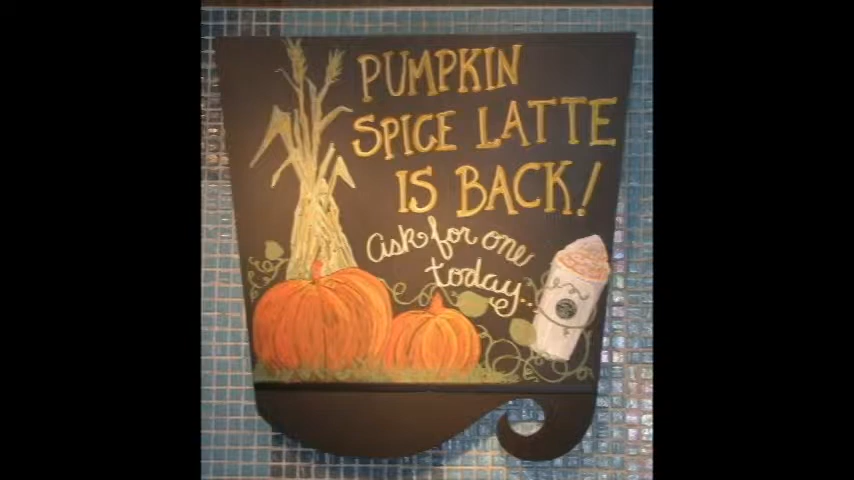 PUMPKIN
SPICE LATTE
IS BACK!
ask for one
today...